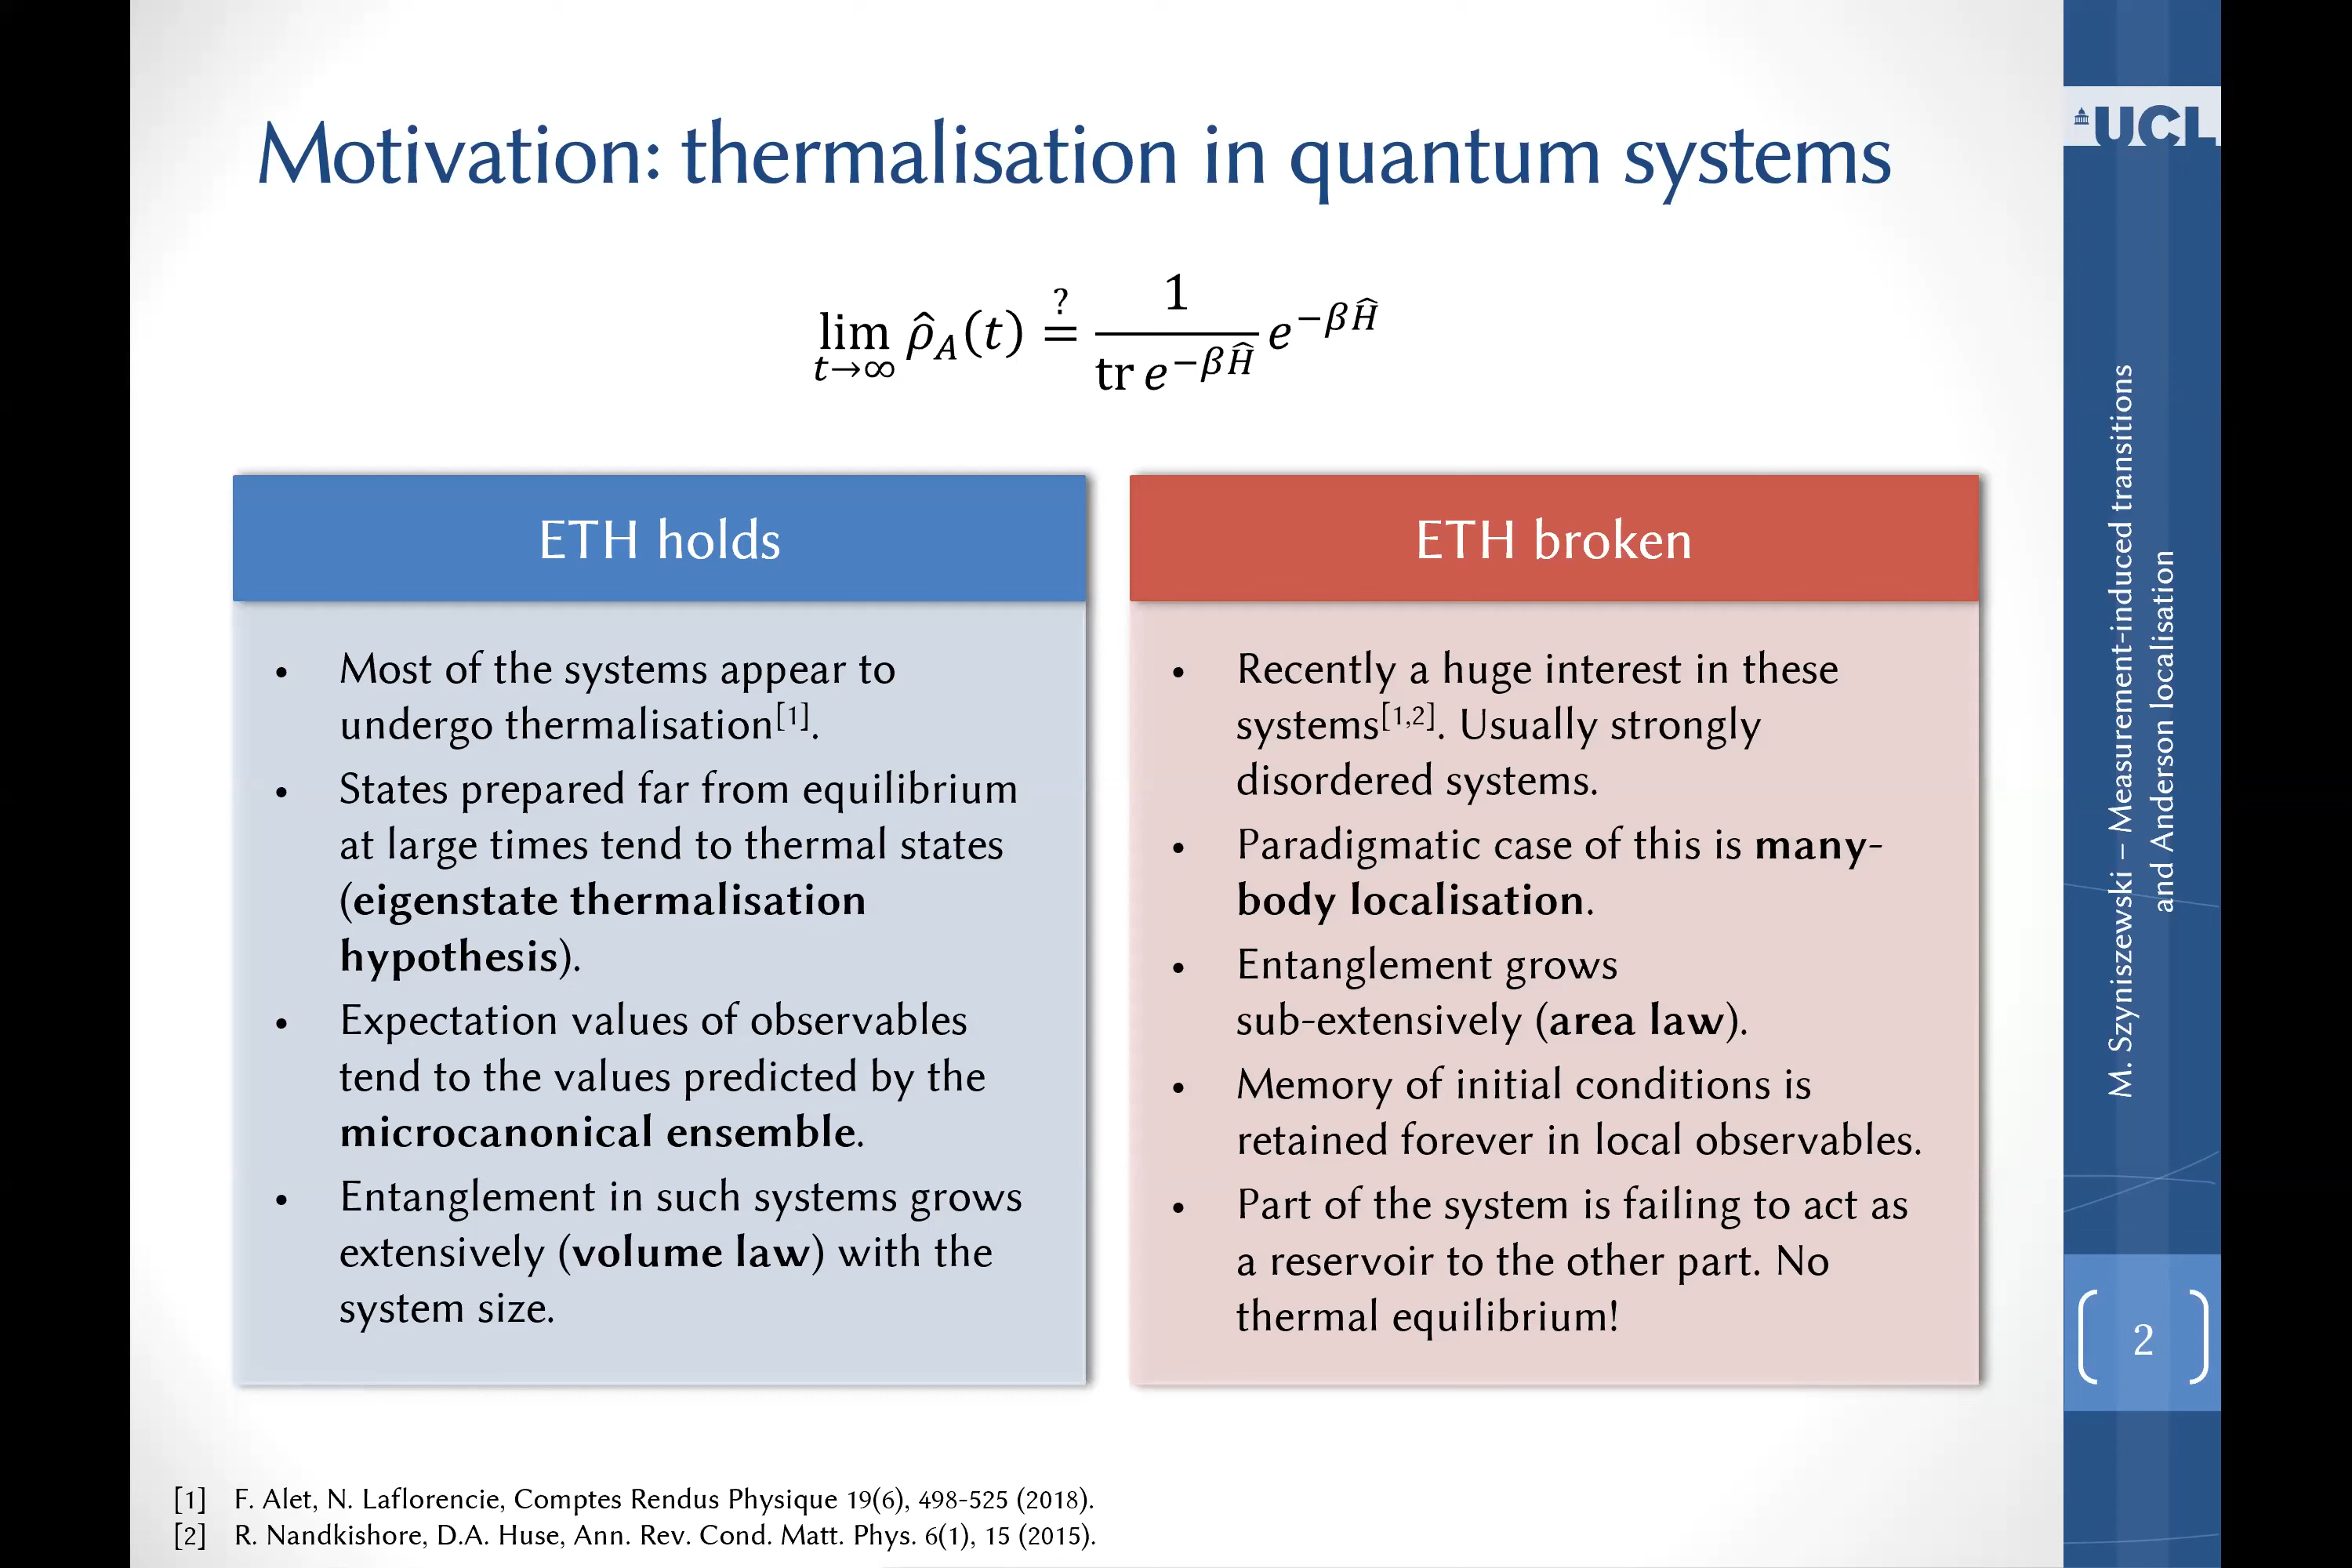 Motivation: thermalisation in quantum systems
lim_{t→∞} ρ̂_A(t) =^? 1/(tr e^{−βĤ}) e^{−βĤ}
ETH holds
• Most of the systems appear to
undergo thermalisation[1].
• States prepared far from equilibrium
at large times tend to thermal states
(eigenstate thermalisation
hypothesis).
• Expectation values of observables
tend to the values predicted by the
microcanonical ensemble.
• Entanglement in such systems grows
extensively (volume law) with the
system size.
ETH broken
• Recently a huge interest in these
systems[1,2]. Usually strongly
disordered systems.
• Paradigmatic case of this is many-
body localisation.
• Entanglement grows
sub-extensively (area law).
• Memory of initial conditions is
retained forever in local observables.
• Part of the system is failing to act as
a reservoir to the other part. No
thermal equilibrium!
[1] F. Alet, N. Laflorencie, Comptes Rendus Physique 19(6), 498-525 (2018).
[2] R. Nandkishore, D.A. Huse, Ann. Rev. Cond. Matt. Phys. 6(1), 15 (2015).
UCL
M. Szyniszewski – Measurement-induced transitions
and Anderson localisation
2